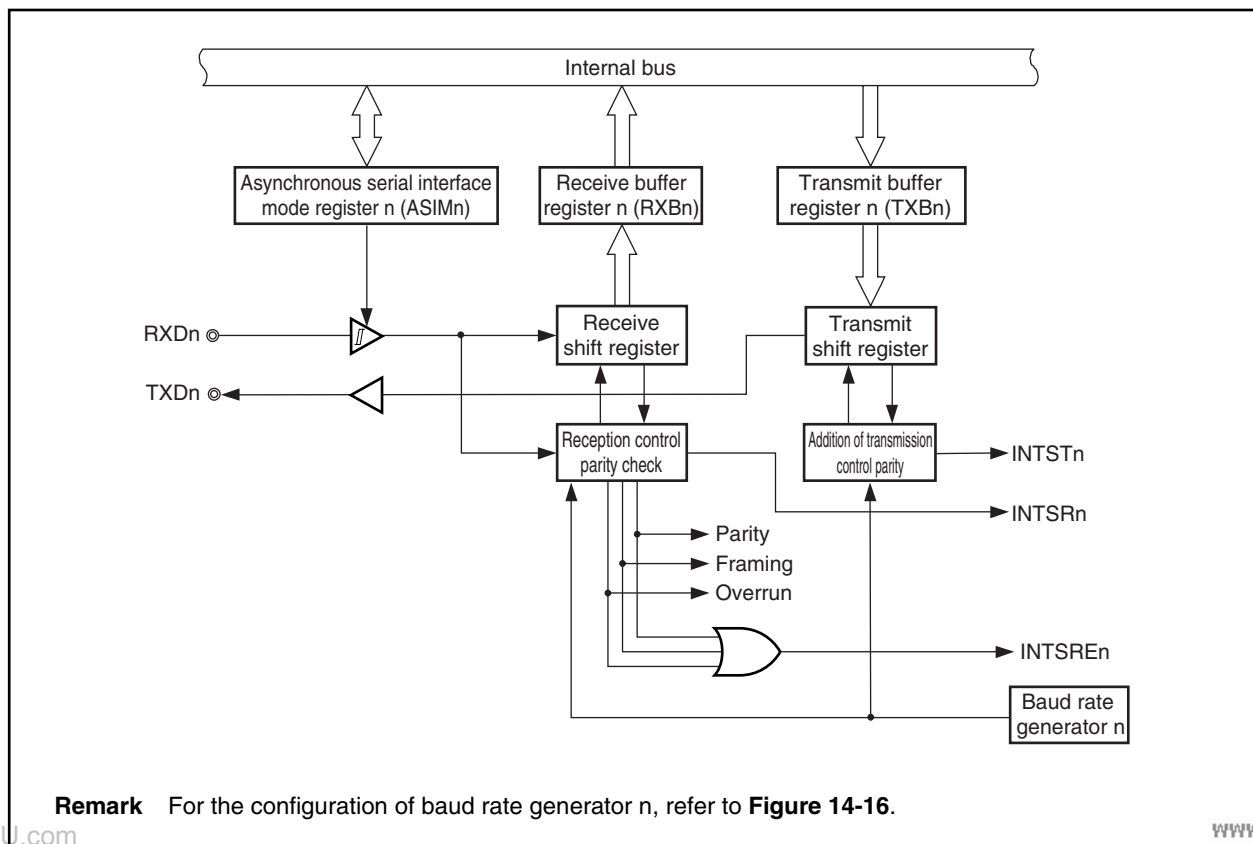 Internal bus
Asynchronous serial interface
mode register n (ASIMn)
Receive buffer
register n (RXBn)
Transmit buffer
register n (TXBn)
RXDn
Receive
shift register
Transmit
shift register
TXDn
Reception control
parity check
Addition of transmission
control parity
INTSTn
INTSRn
Parity
Framing
Overrun
INTSREn
Baud rate
generator n
Remark For the configuration of baud rate generator n, refer to Figure 14-16.
U.com